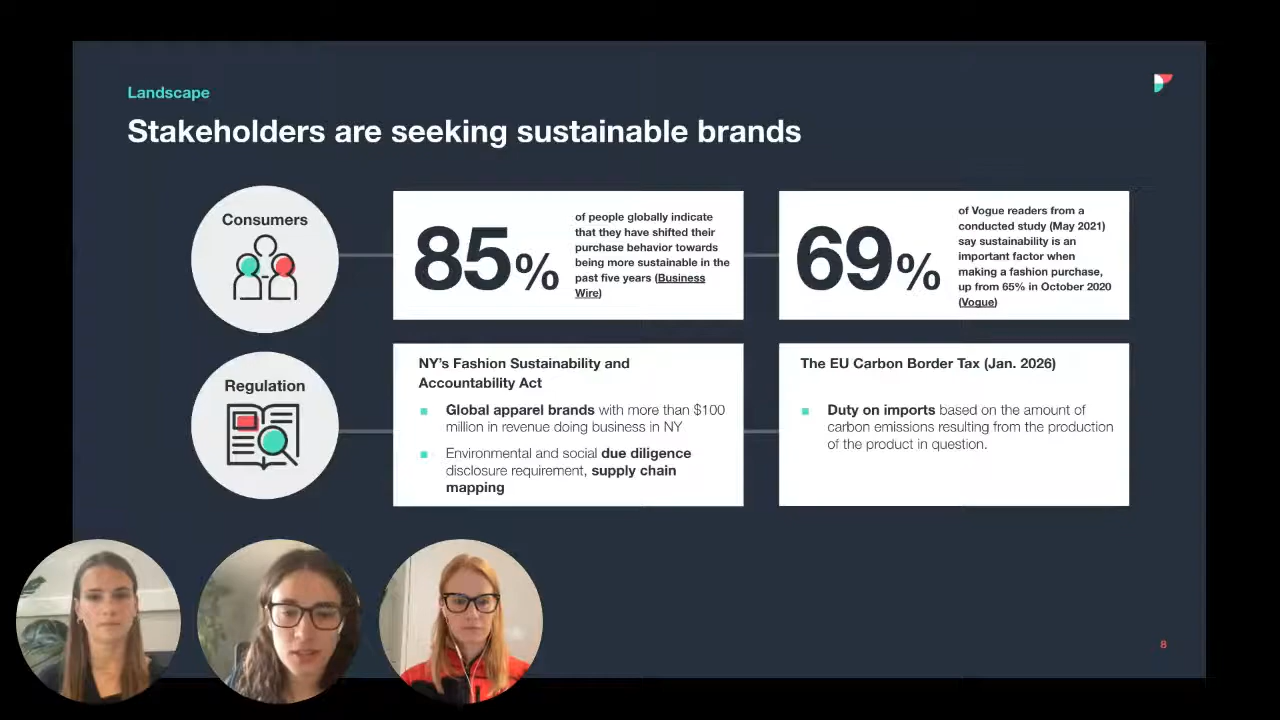 Landscape
Stakeholders are seeking sustainable brands
Consumers
85%
of people globally indicate
that they have shifted their
purchase behavior towards
being more sustainable in the
past five years (Business
Wire)
69%
of Vogue readers from a
conducted study (May 2021)
say sustainability is an
important factor when
making a fashion purchase,
up from 65% in October 2020
(Vogue)
Regulation
NY's Fashion Sustainability and
Accountability Act
Global apparel brands with more than $100
million in revenue doing business in NY
Environmental and social due diligence
disclosure requirement, supply chain
mapping
The EU Carbon Border Tax (Jan. 2026)
Duty on imports based on the amount of
carbon emissions resulting from the production
of the product in question.
8